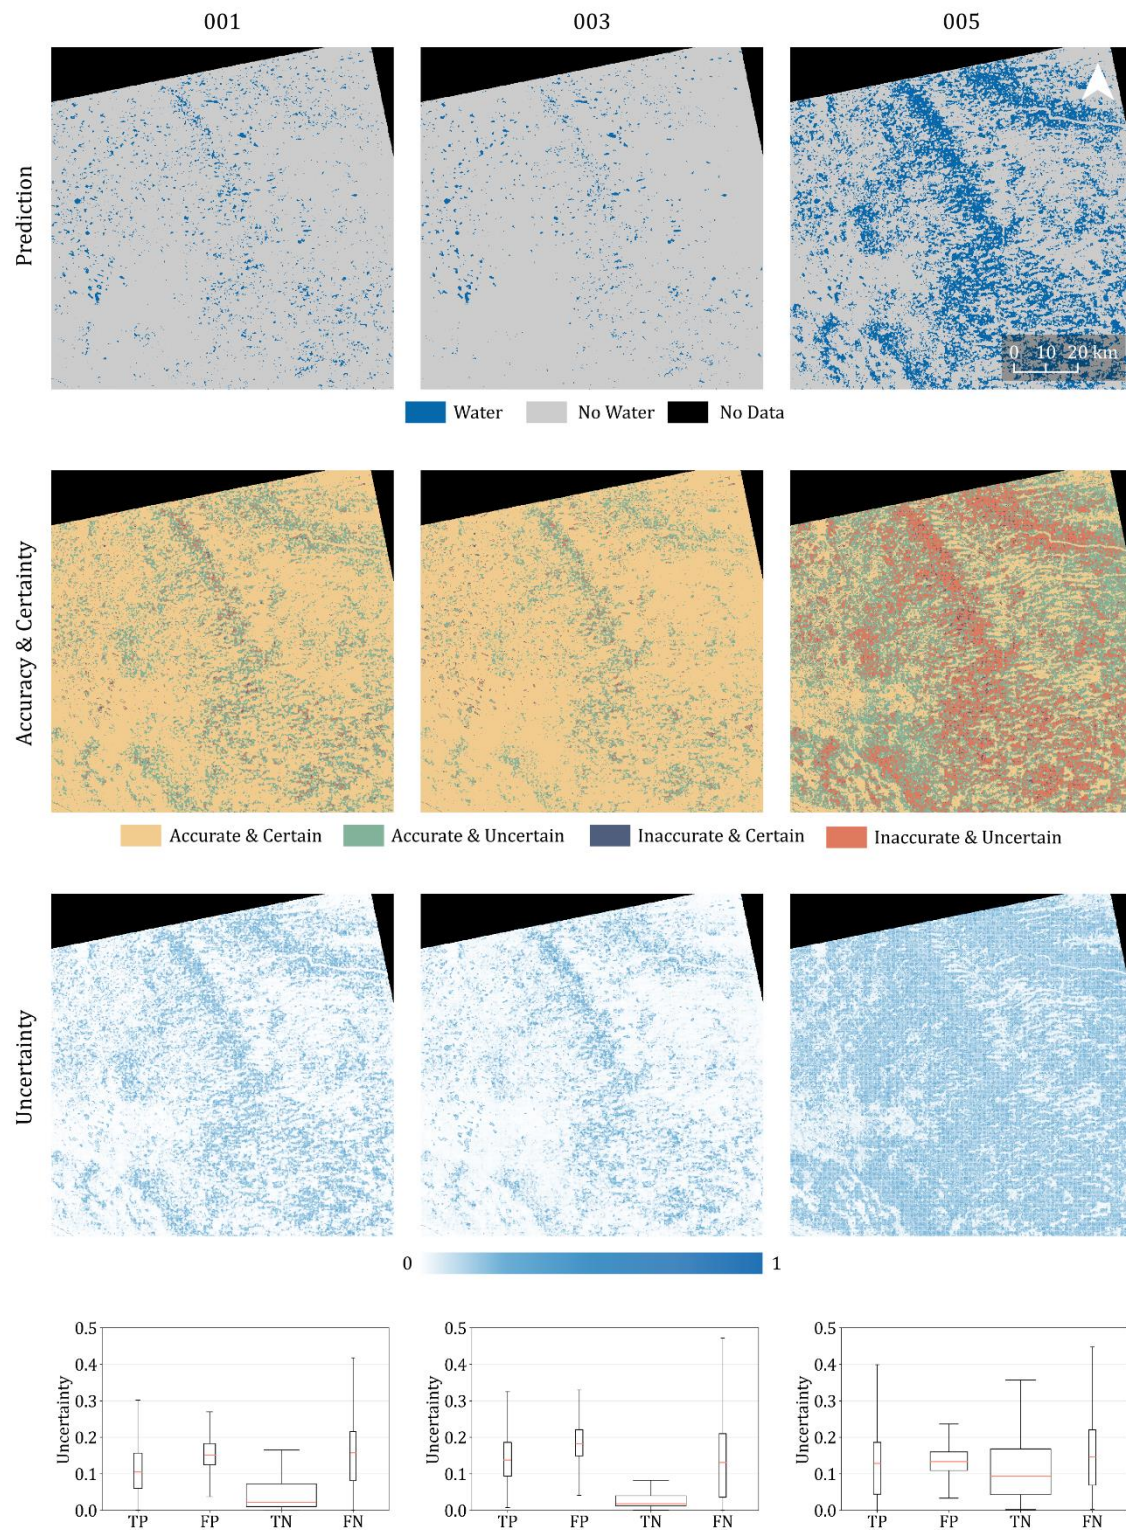 001 003 005
Prediction
0 10 20 km
Water No Water No Data
Accuracy & Certainty
Accurate & Certain Accurate & Uncertain Inaccurate & Certain Inaccurate & Uncertain
Uncertainty
0 1
0.5 0.5 0.5
0.4 0.4 0.4
0.3 0.3 0.3
0.2 0.2 0.2
0.1 0.1 0.1
0.0 0.0 0.0
Uncertainty Uncertainty Uncertainty
TP FP TN FN TP FP TN FN TP FP TN FN